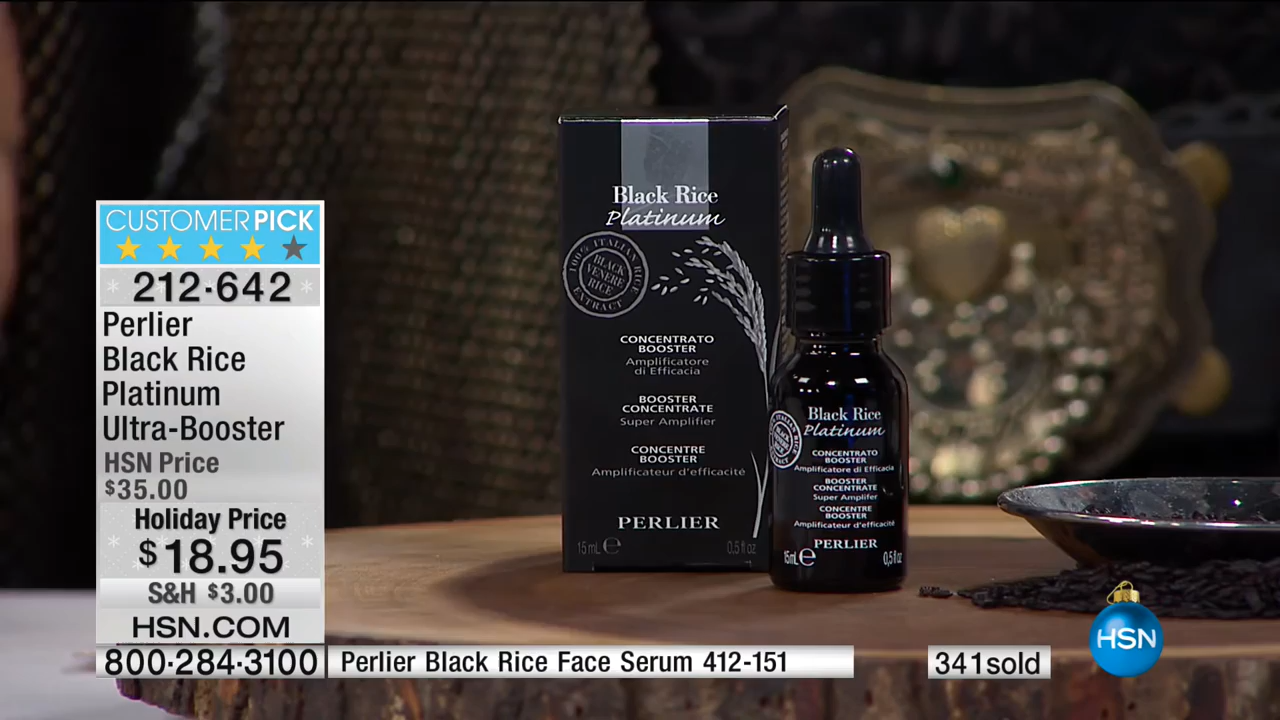 CUSTOMER PICK
212-642
Perlier
Black Rice
Platinum
Ultra-Booster
HSN Price
$35.00
Holiday Price
$18.95
S&H $3.00
HSN.COM
800-284-3100
Perlier Black Rice Face Serum 412-151
341sold
HSN
Black Rice
Platinum
100% ITALIAN RICE
EXTRACT
BLACK
VENERE
RICE
CONCENTRATO
BOOSTER
Amplificatore
di Efficacia
BOOSTER
CONCENTRATE
Super Amplifier
CONCENTRE
BOOSTER
Amplificateur d'efficacité
PERLIER
15mL e 0.5 fl oz
Black Rice
Platinum
CONCENTRATO
BOOSTER
Amplificatore di Efficacia
BOOSTER
CONCENTRATE
Super Amplifer
CONCENTRE
BOOSTER
Amplificateur d'efficacité
PERLIER
15mL e 0,5fl oz